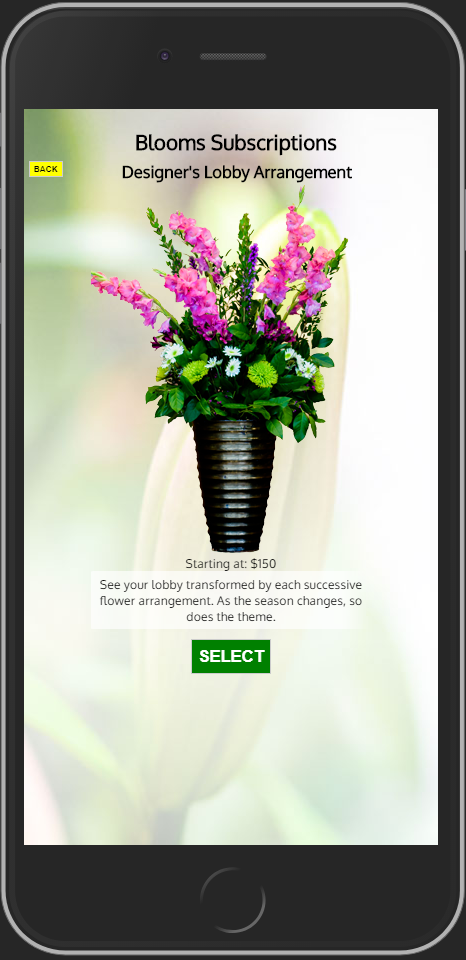 Blooms Subscriptions
BACK
Designer's Lobby Arrangement
Starting at: $150
See your lobby transformed by each successive
flower arrangement. As the season changes, so
does the theme.
SELECT